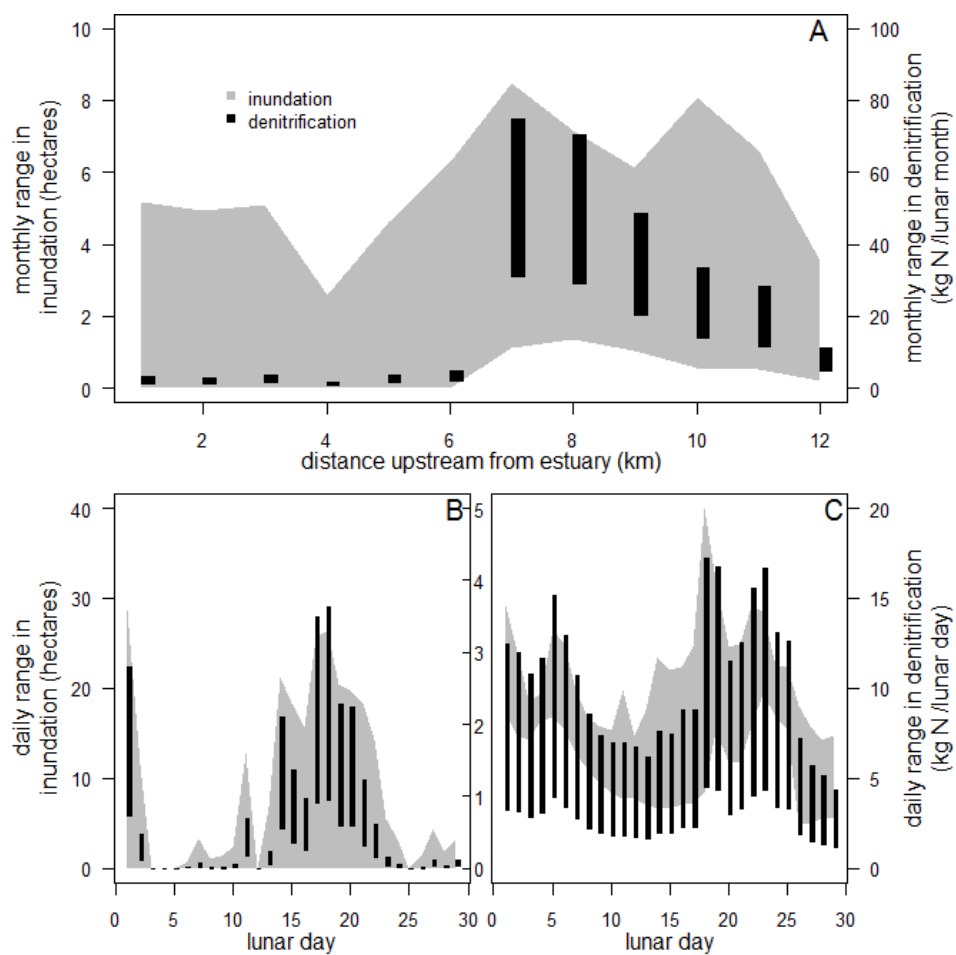 A
10
8
6
4
2
0
monthly range in
inundation (hectares)
inundation
denitrification
100
80
60
40
20
0
monthly range in denitrification
(kg N /lunar month)
2 4 6 8 10 12
distance upstream from estuary (km)
B
40
30
20
10
0
daily range in
inundation (hectares)
0 5 10 15 20 25 30
lunar day
5
4
3
2
1
0
C
20
15
10
5
0
daily range in denitrification
(kg N /lunar day)
0 5 10 15 20 25 30
lunar day